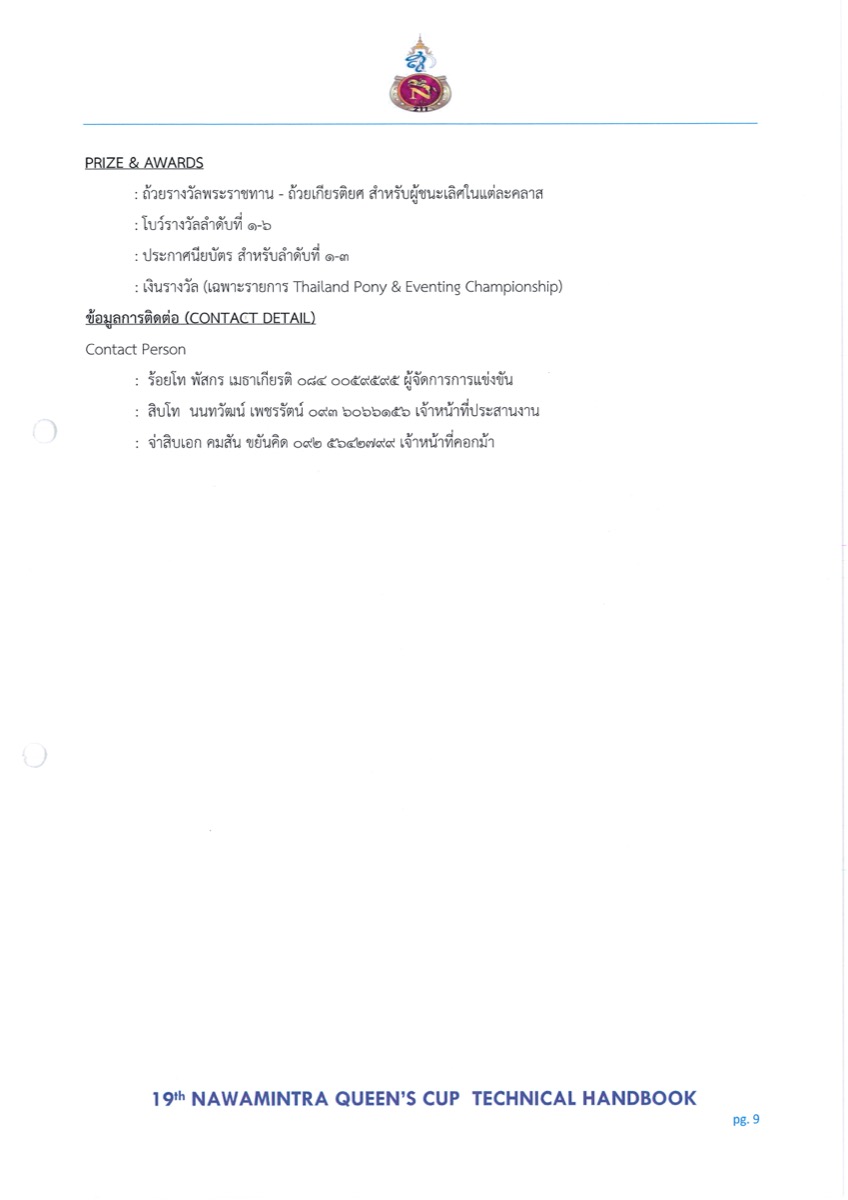 PRIZE & AWARDS
: ถ้วยรางวัลพระราชทาน - ถ้วยเกียรติยศ สำหรับผู้ชนะเลิศในแต่ละคลาส
: โบว์รางวัลลำดับที่ ๑-๖
: ประกาศนียบัตร สำหรับลำดับที่ ๑-๓
: เงินรางวัล (เฉพาะรายการ Thailand Pony & Eventing Championship)
ข้อมูลการติดต่อ (CONTACT DETAIL)
Contact Person
: ร้อยโท พัสกร เมธาเกียรติ ๐๘๔ ๐๐๕๙๕๙๕ ผู้จัดการการแข่งขัน
: สิบโท นนทวัฒน์ เพชรรัตน์ ๐๙๓ ๖๐๖๖๑๕๖ เจ้าหน้าที่ประสานงาน
: จ่าสิบเอก คมสัน ขยันคิด ๐๙๒ ๕๖๔๒๗๙๙ เจ้าหน้าที่คอกม้า
19th NAWAMINTRA QUEEN'S CUP TECHNICAL HANDBOOK
pg. 9